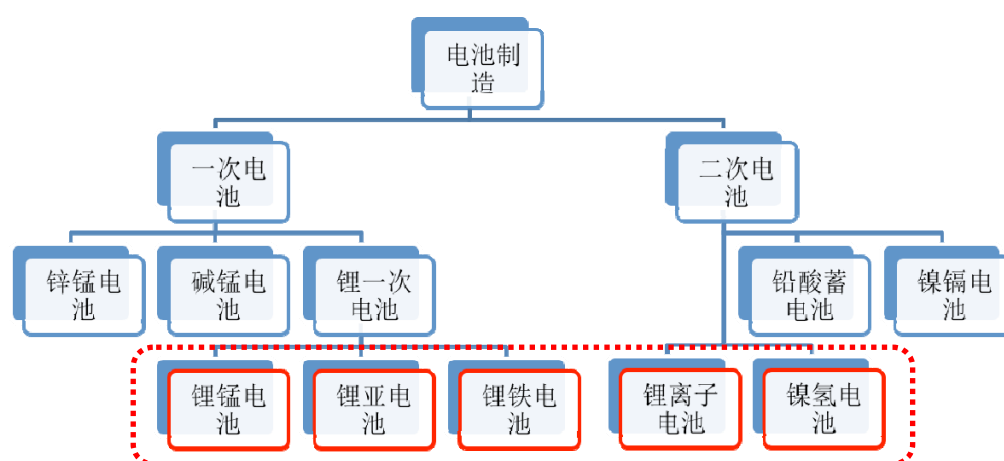 电池制
造
一次电
池
二次电
池
锌锰电
池
碱锰电
池
锂一次
电池
铅酸蓄
电池
镍镉电
池
锂锰电
池
锂亚电
池
锂铁电
池
锂离子
电池
镍氢电
池